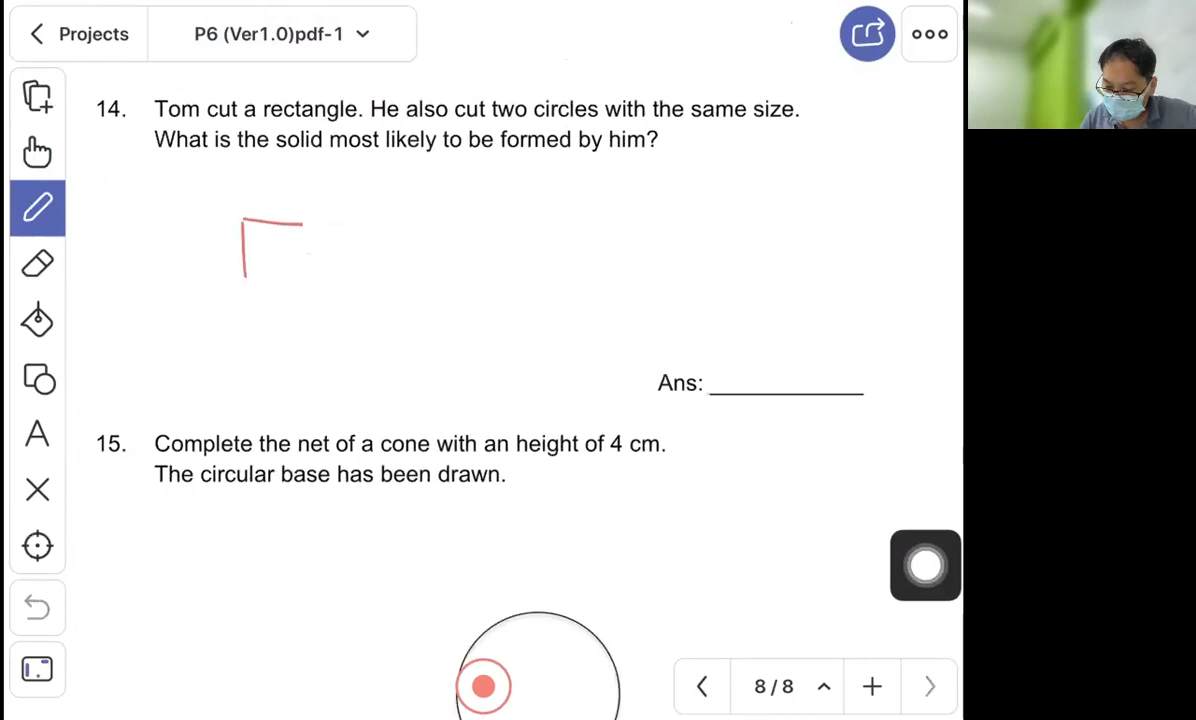 Projects
P6 (Ver1.0)pdf-1
14. Tom cut a rectangle. He also cut two circles with the same size.
What is the solid most likely to be formed by him?
Ans: ____________
15. Complete the net of a cone with an height of 4 cm.
The circular base has been drawn.
A
8 / 8